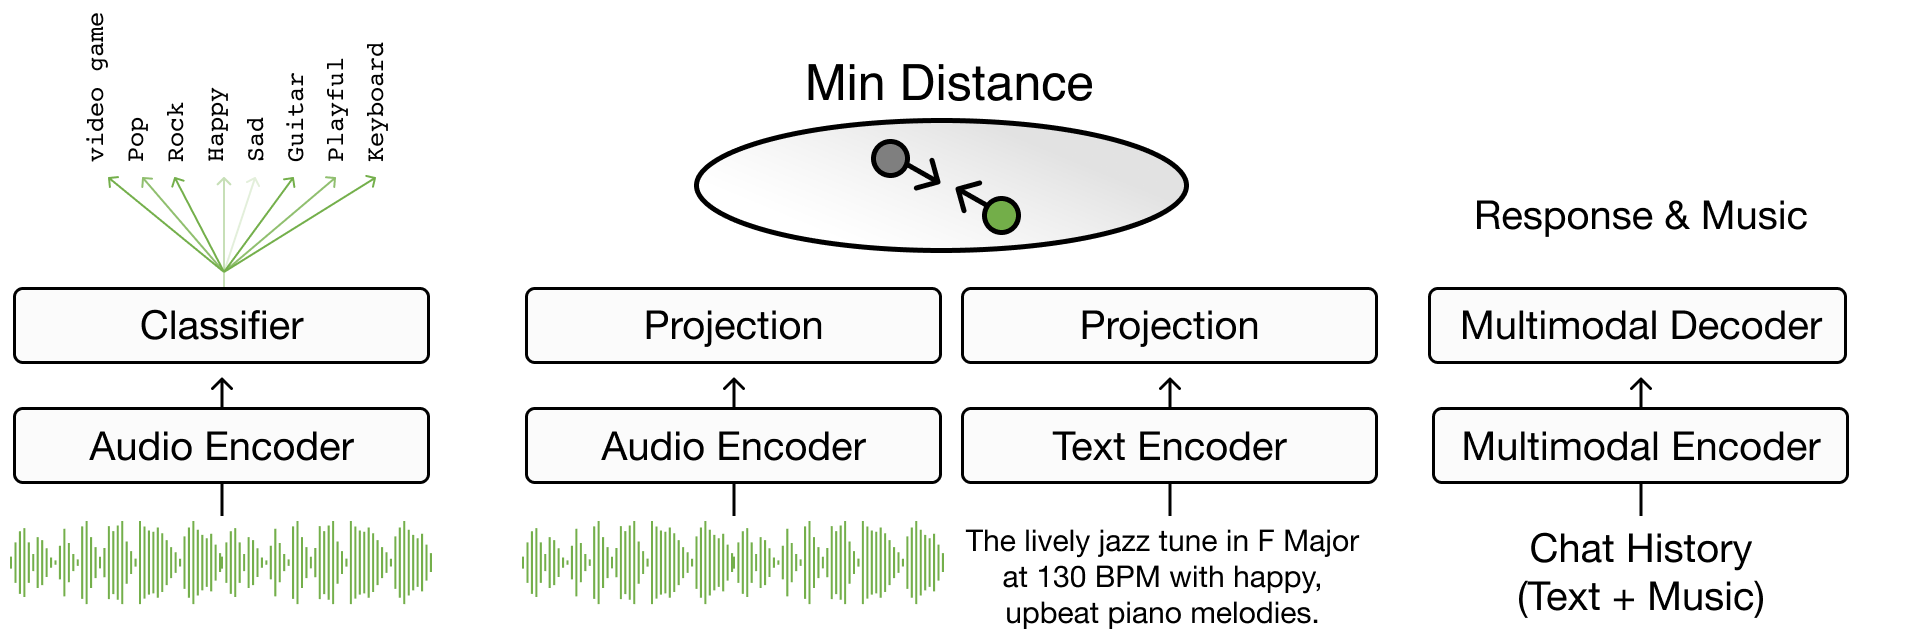 video game
Pop
Rock
Happy
Sad
Guitar
Playful
Keyboard
Classifier
Audio Encoder
Min Distance
Projection
Projection
Audio Encoder
Text Encoder
The lively jazz tune in F Major
at 130 BPM with happy,
upbeat piano melodies.
Response & Music
Multimodal Decoder
Multimodal Encoder
Chat History
(Text + Music)